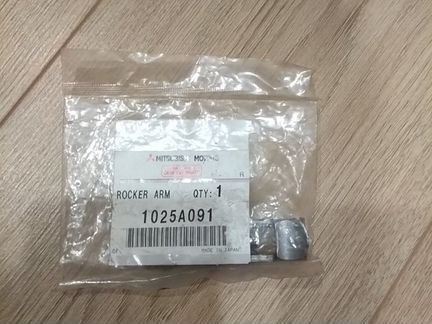 MITSUBISHI MOTORS
R
ROCKER ARM QTY: 1
1025A091
MADE IN JAPAN